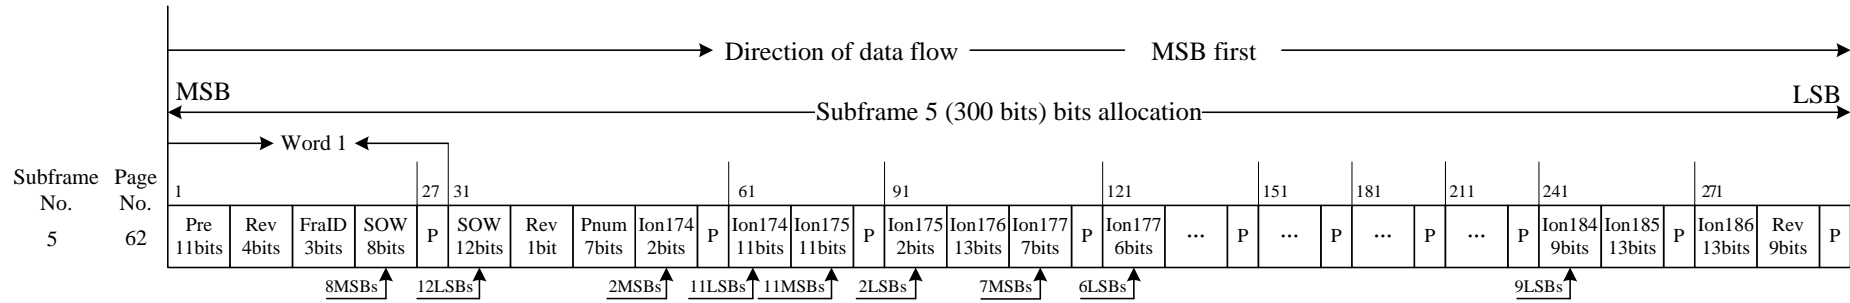 Direction of data flow MSB first
MSB LSB
Subframe 5 (300 bits) bits allocation
Word 1
Subframe Page
No. No.
1 27 31 61 91 121 151 181 211 241 271
5 62
Pre Rev FraID SOW P SOW Rev Pnum Ion174 P Ion174 Ion175 P Ion175 Ion176 Ion177 P Ion177 ... P ... P ... P ... P Ion184 Ion185 P Ion186 Rev P
11bits 4bits 3bits 8bits 12bits 1bit 7bits 2bits 11bits 11bits 2bits 13bits 7bits 6bits 9bits 13bits 13bits 9bits
8MSBs 12LSBs 2MSBs 11LSBs 11MSBs 2LSBs 7MSBs 6LSBs 9LSBs